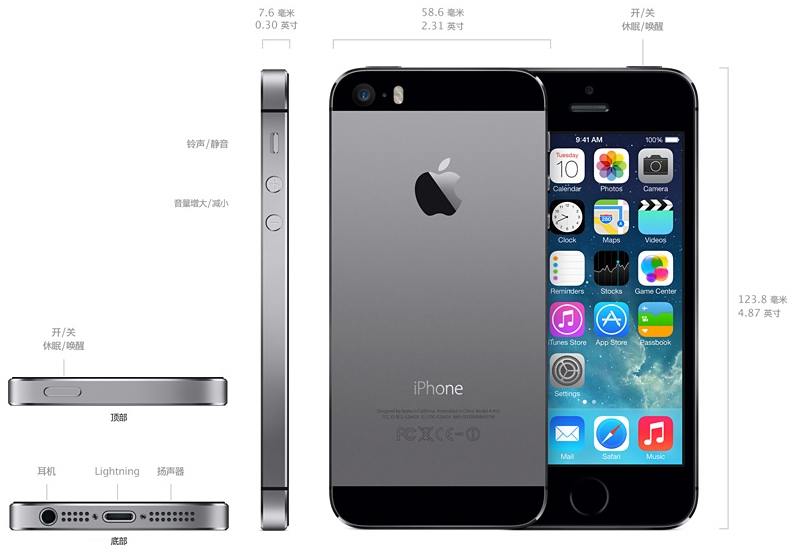 7.6 毫米
0.30 英寸
58.6 毫米
2.31 英寸
开/关
休眠/唤醒
铃声/静音
音量增大/减小
iPhone
9:41 AM
100%
Tuesday
10
Calendar
Photos
Camera
Clock
280
Maps
Videos
Reminders
Stocks
Game Center
iTunes Store
App Store
Passbook
Settings
Mail
Safari
Music
123.8 毫米
4.87 英寸
开/关
休眠/唤醒
顶部
耳机
Lightning
扬声器
底部